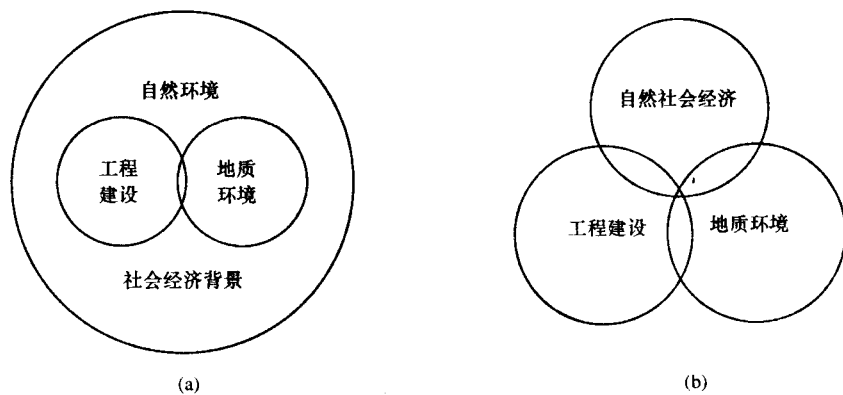 自然环境
工程
建设
地质
环境
社会经济背景
(a)
自然社会经济
工程建设
地质环境
(b)